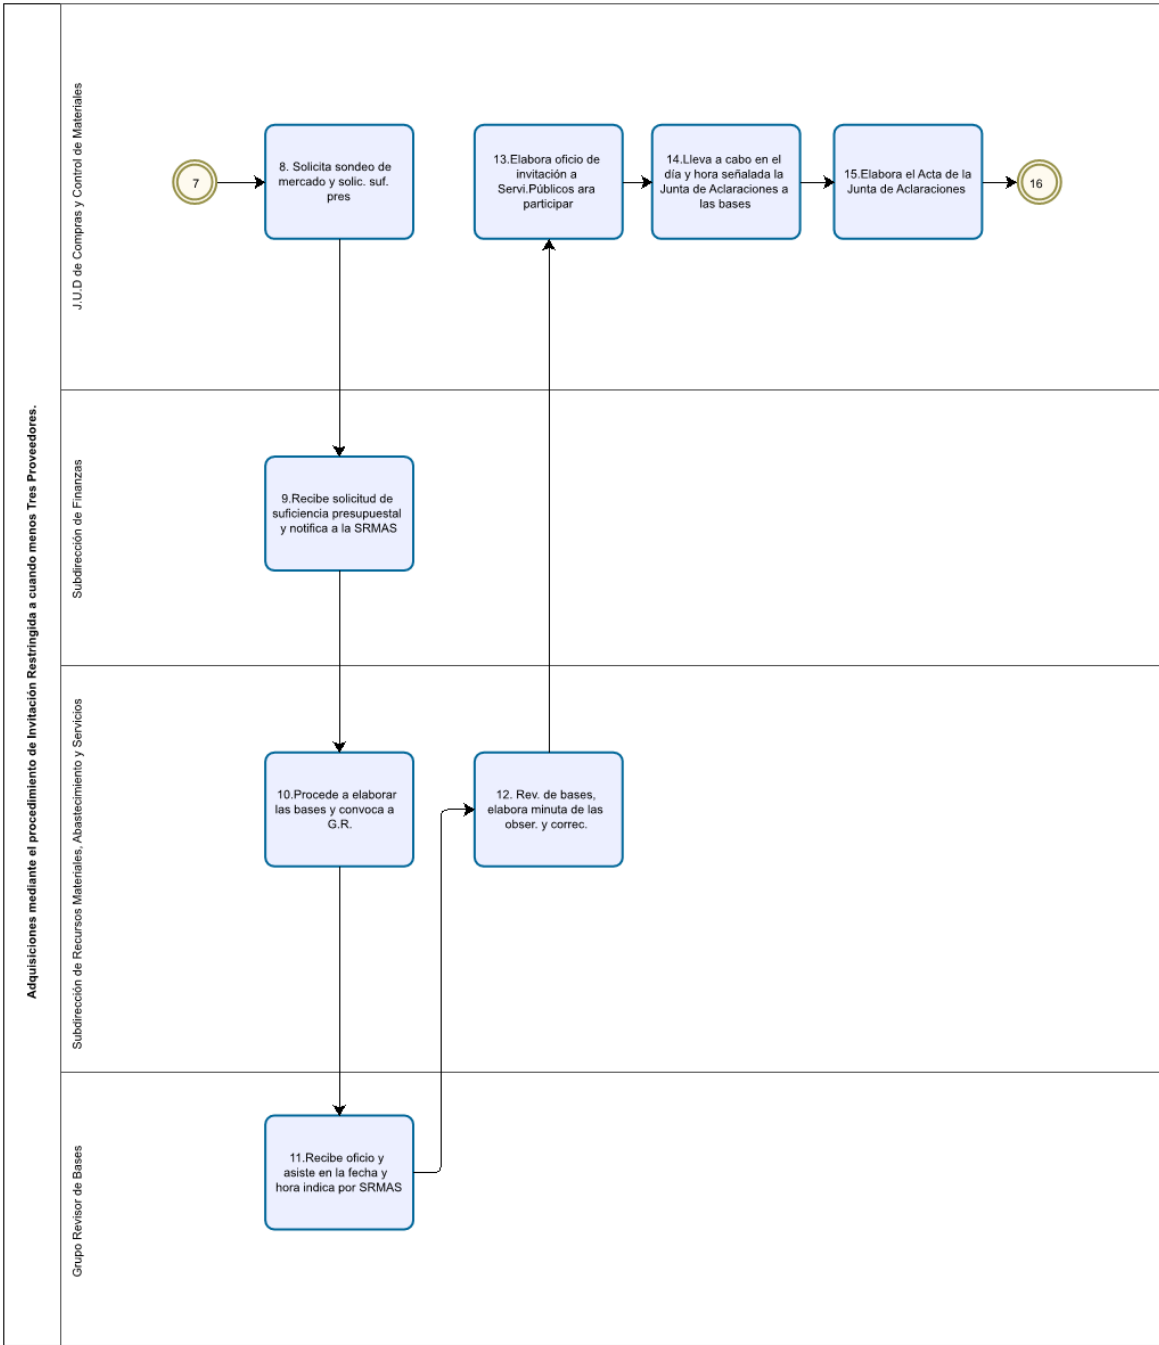 Adquisiciones mediante el procedimiento de Invitación Restringida a cuando menos Tres Proveedores.
J.U.D de Compras y Control de Materiales
7
8. Solicita sondeo de
mercado y solic. suf.
pres
13.Elabora oficio de
invitación a
Servi.Públicos ara
participar
14.Lleva a cabo en el
día y hora señalada la
Junta de Aclaraciones a
las bases
15.Elabora el Acta de la
Junta de Aclaraciones
16
Subdirección de Finanzas
9.Recibe solicitud de
suficiencia presupuestal
y notifica a la SRMAS
Subdirección de Recursos Materiales, Abastecimiento y Servicios
10.Procede a elaborar
las bases y convoca a
G.R.
12. Rev. de bases,
elabora minuta de las
obser. y correc.
Grupo Revisor de Bases
11.Recibe oficio y
asiste en la fecha y
hora indica por SRMAS